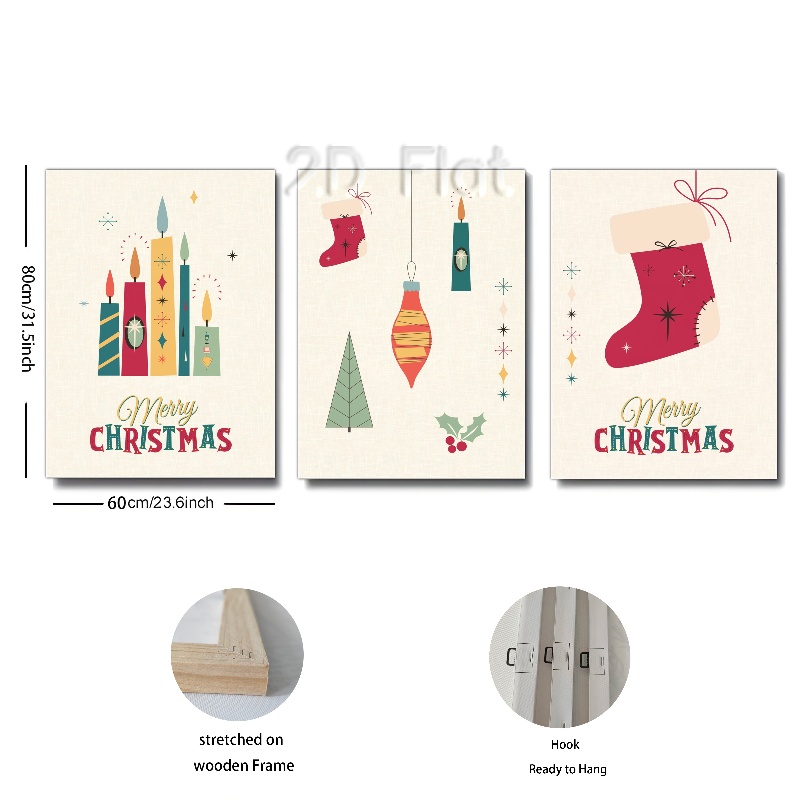 2D Flat
Merry
CHRISTMAS
Merry
CHRISTMAS
80cm/31.5inch
60cm/23.6inch
stretched on
wooden Frame
Hook
Ready to Hang